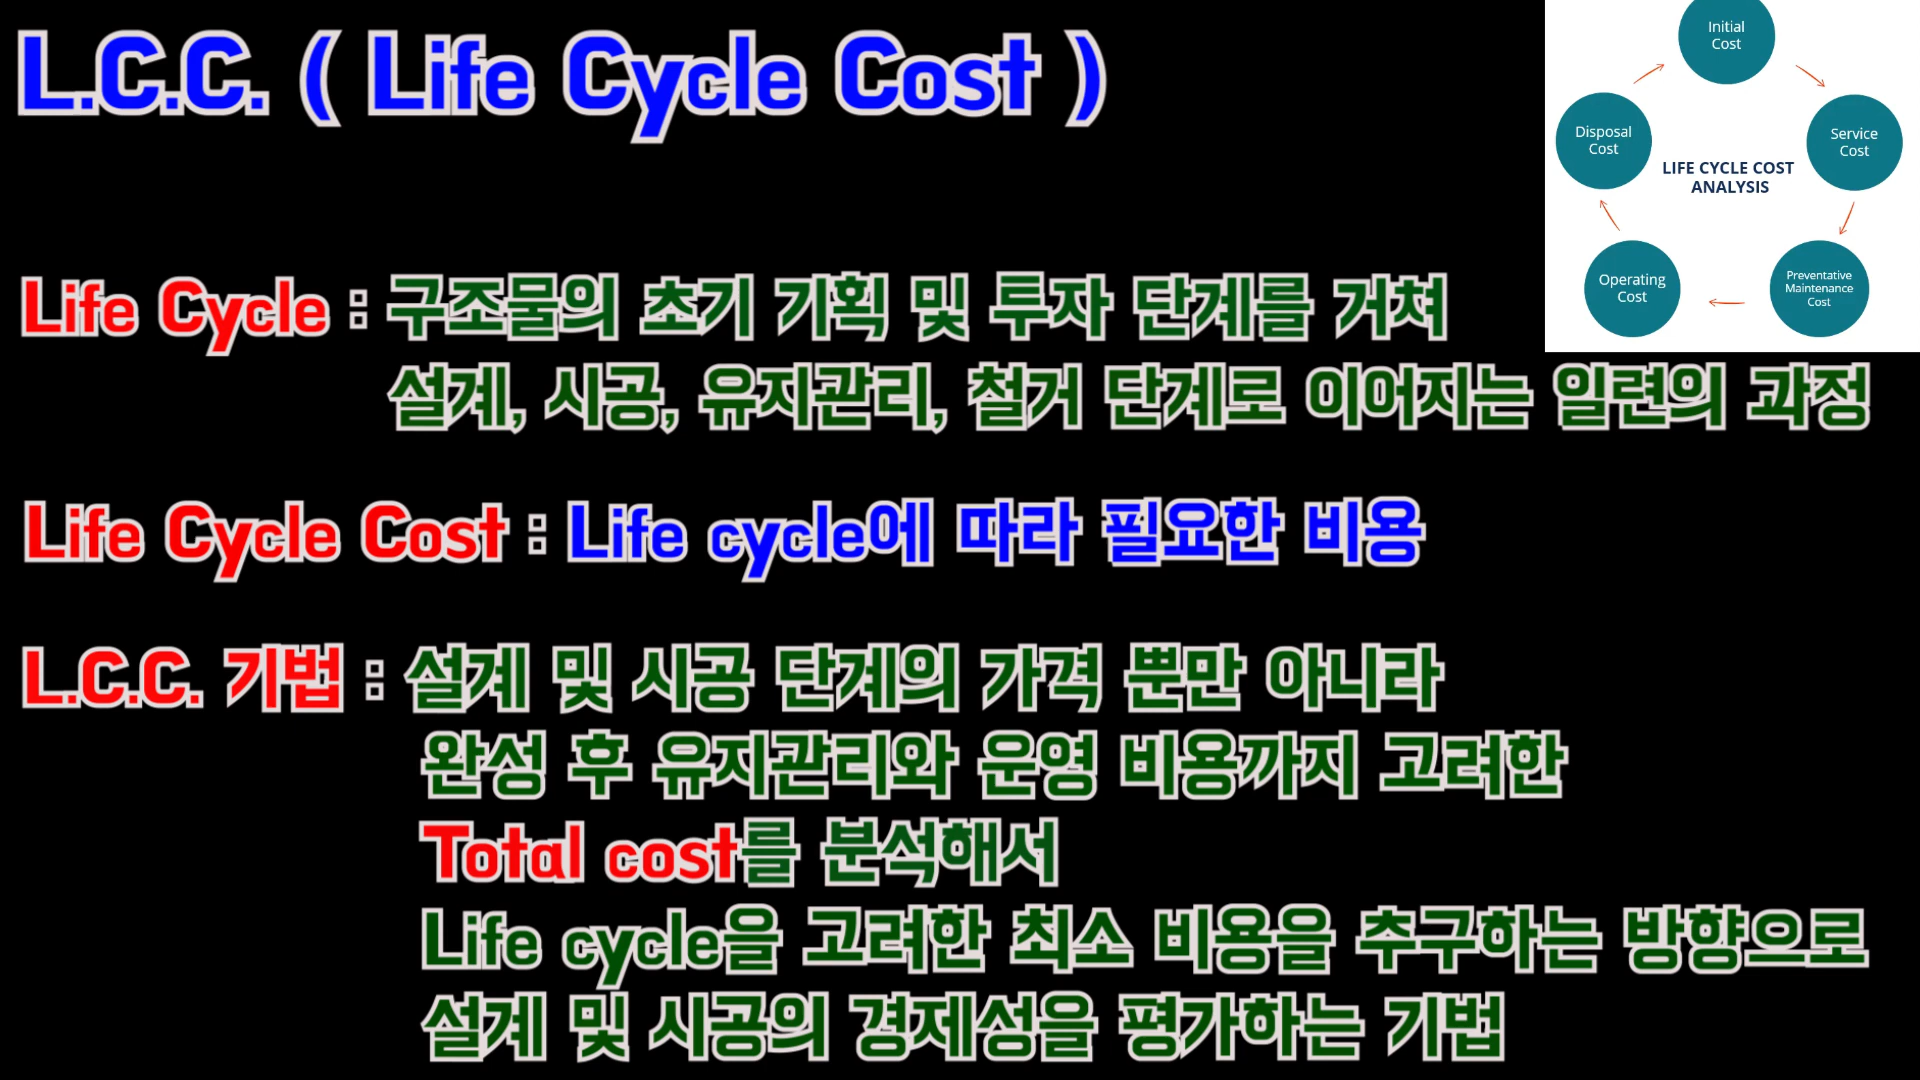 L.C.C. ( Life Cycle Cost )
Initial
Cost
Service
Cost
Preventative
Maintenance
Cost
Operating
Cost
Disposal
Cost
LIFE CYCLE COST
ANALYSIS
Life Cycle : 구조물의 초기 기획 및 투자 단계를 거쳐
설계, 시공, 유지관리, 철거 단계로 이어지는 일련의 과정
Life Cycle Cost : Life cycle에 따라 필요한 비용
L.C.C. 기법 : 설계 및 시공 단계의 가격 뿐만 아니라
완성 후 유지관리와 운영 비용까지 고려한
Total cost를 분석해서
Life cycle을 고려한 최소 비용을 추구하는 방향으로
설계 및 시공의 경제성을 평가하는 기법